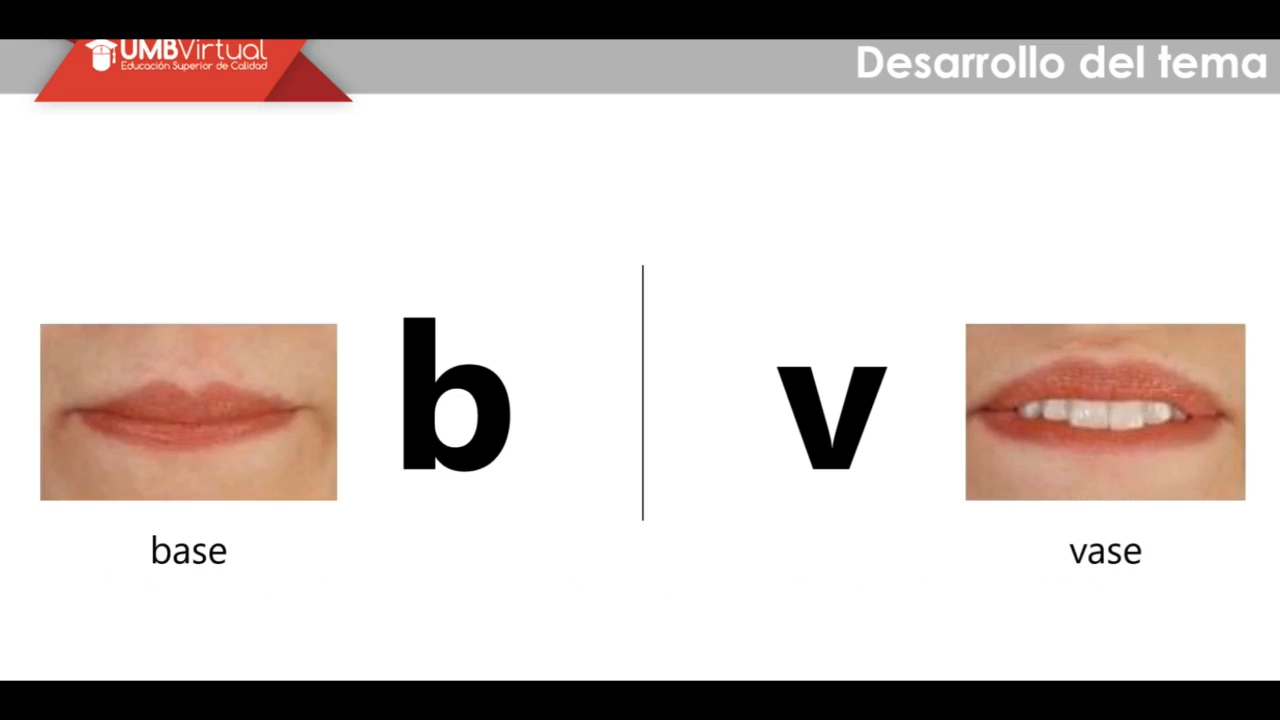 UMBVirtual
Educación Superior de Calidad
Desarrollo del tema
b
v
base
vase